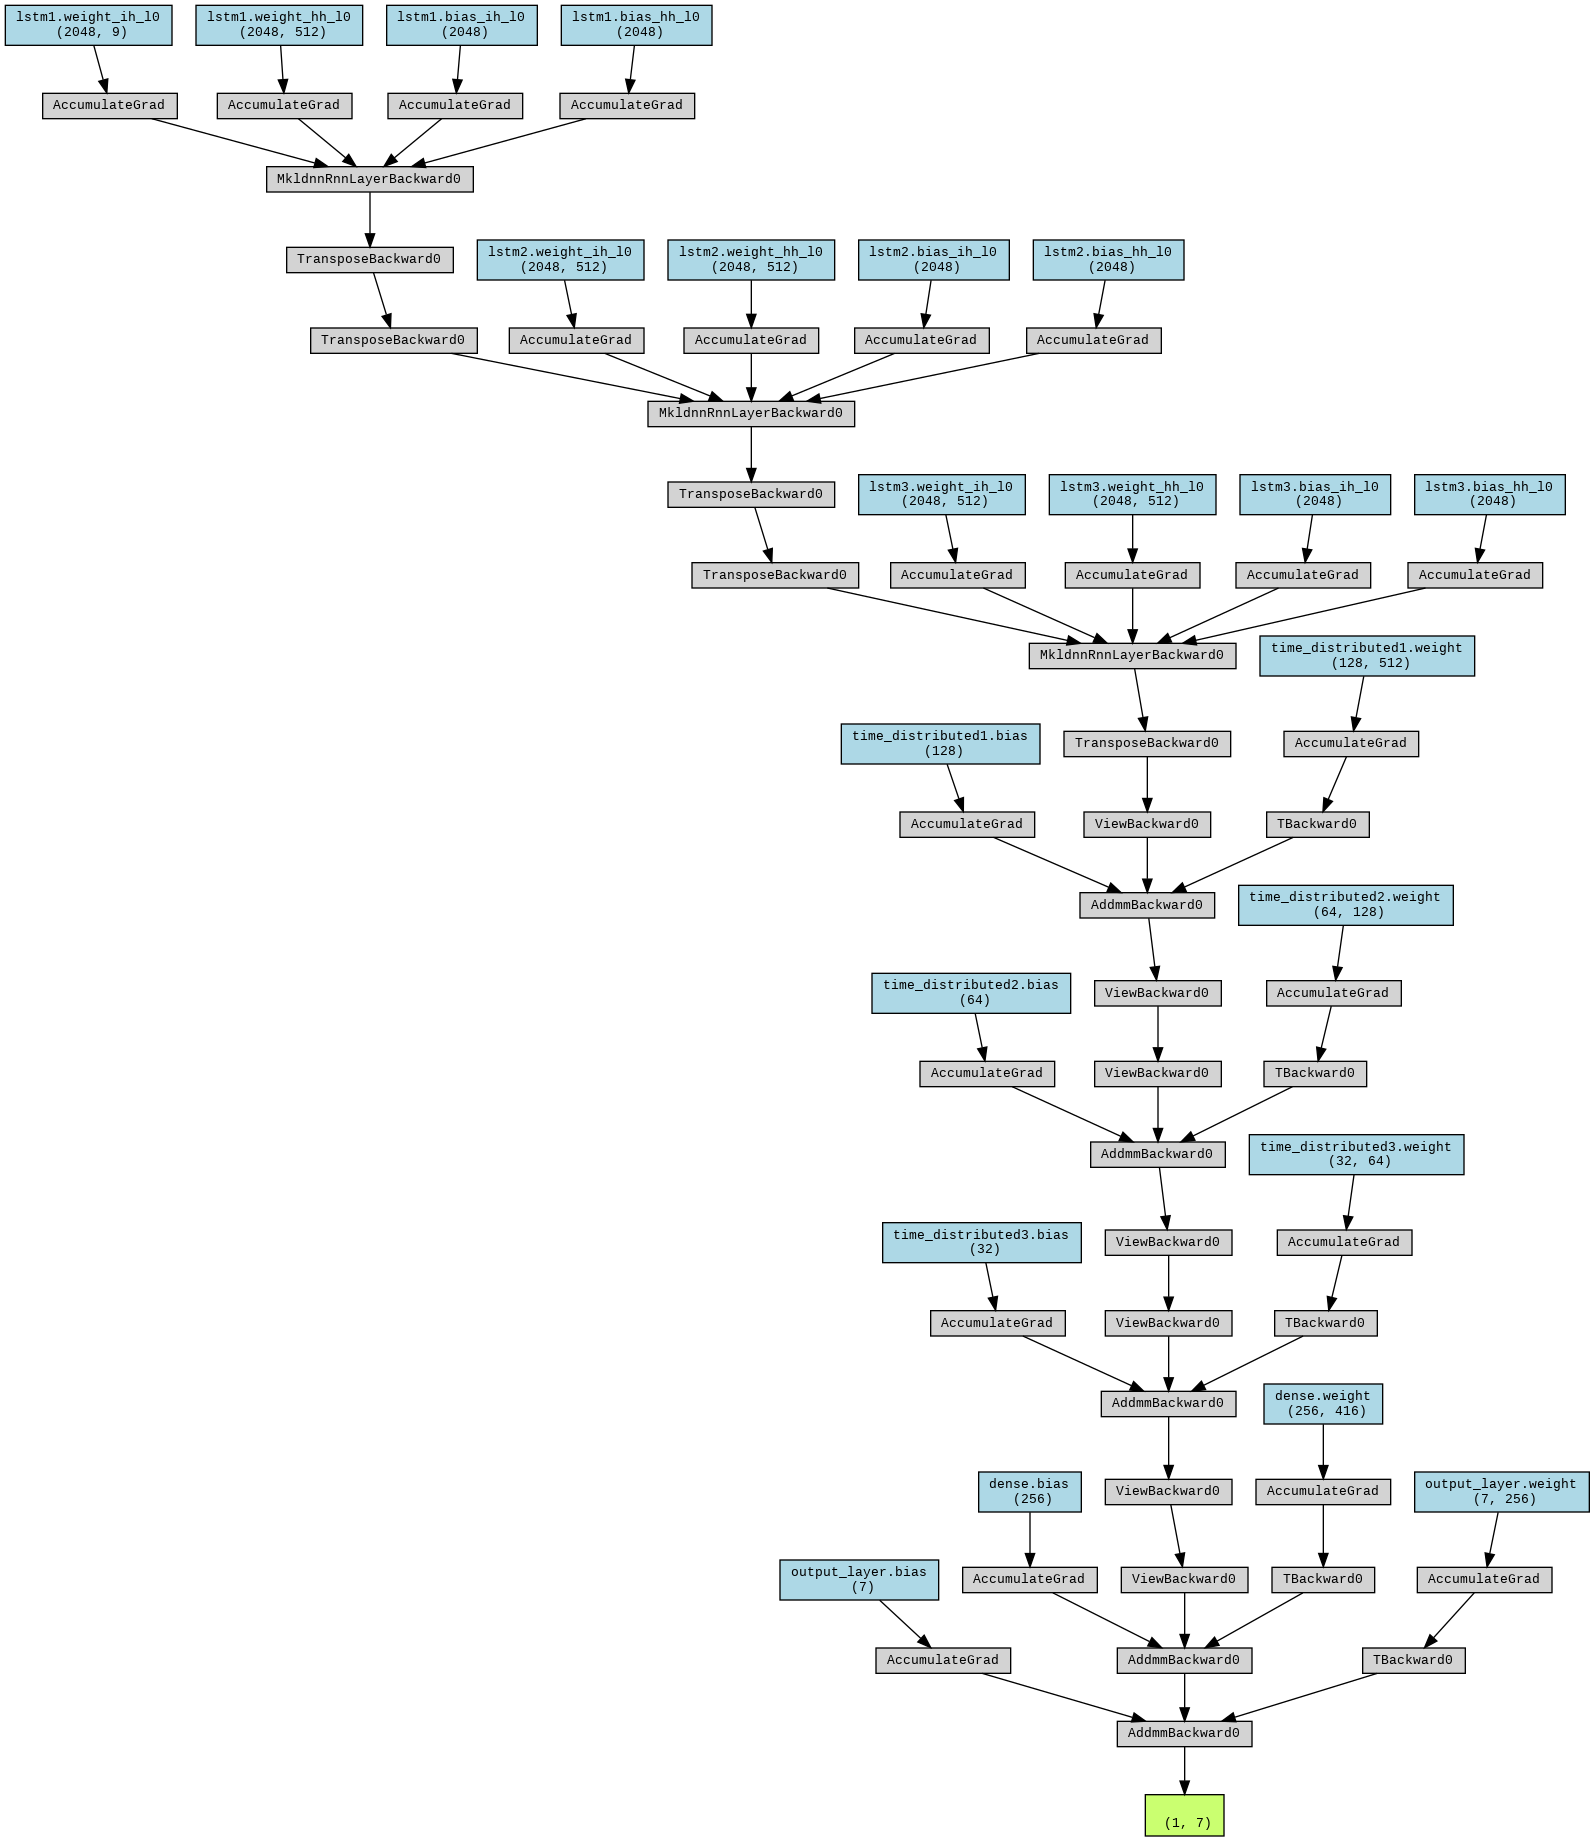 lstm1.weight_ih_l0
(2048, 9)
lstm1.weight_hh_l0
(2048, 512)
lstm1.bias_ih_l0
(2048)
lstm1.bias_hh_l0
(2048)
AccumulateGrad
AccumulateGrad
AccumulateGrad
AccumulateGrad
MkldnnRnnLayerBackward0
TransposeBackward0
lstm2.weight_ih_l0
(2048, 512)
lstm2.weight_hh_l0
(2048, 512)
lstm2.bias_ih_l0
(2048)
lstm2.bias_hh_l0
(2048)
TransposeBackward0
AccumulateGrad
AccumulateGrad
AccumulateGrad
AccumulateGrad
MkldnnRnnLayerBackward0
TransposeBackward0
lstm3.weight_ih_l0
(2048, 512)
lstm3.weight_hh_l0
(2048, 512)
lstm3.bias_ih_l0
(2048)
lstm3.bias_hh_l0
(2048)
TransposeBackward0
AccumulateGrad
AccumulateGrad
AccumulateGrad
AccumulateGrad
MkldnnRnnLayerBackward0
time_distributed1.weight
(128, 512)
time_distributed1.bias
(128)
TransposeBackward0
AccumulateGrad
AccumulateGrad
ViewBackward0
TBackward0
AddmmBackward0
time_distributed2.weight
(64, 128)
time_distributed2.bias
(64)
ViewBackward0
AccumulateGrad
AccumulateGrad
ViewBackward0
TBackward0
AddmmBackward0
time_distributed3.weight
(32, 64)
time_distributed3.bias
(32)
ViewBackward0
AccumulateGrad
AccumulateGrad
ViewBackward0
TBackward0
AddmmBackward0
dense.weight
(256, 416)
dense.bias
(256)
ViewBackward0
AccumulateGrad
output_layer.weight
(7, 256)
output_layer.bias
(7)
AccumulateGrad
ViewBackward0
TBackward0
AccumulateGrad
AccumulateGrad
AddmmBackward0
TBackward0
AddmmBackward0
(1, 7)